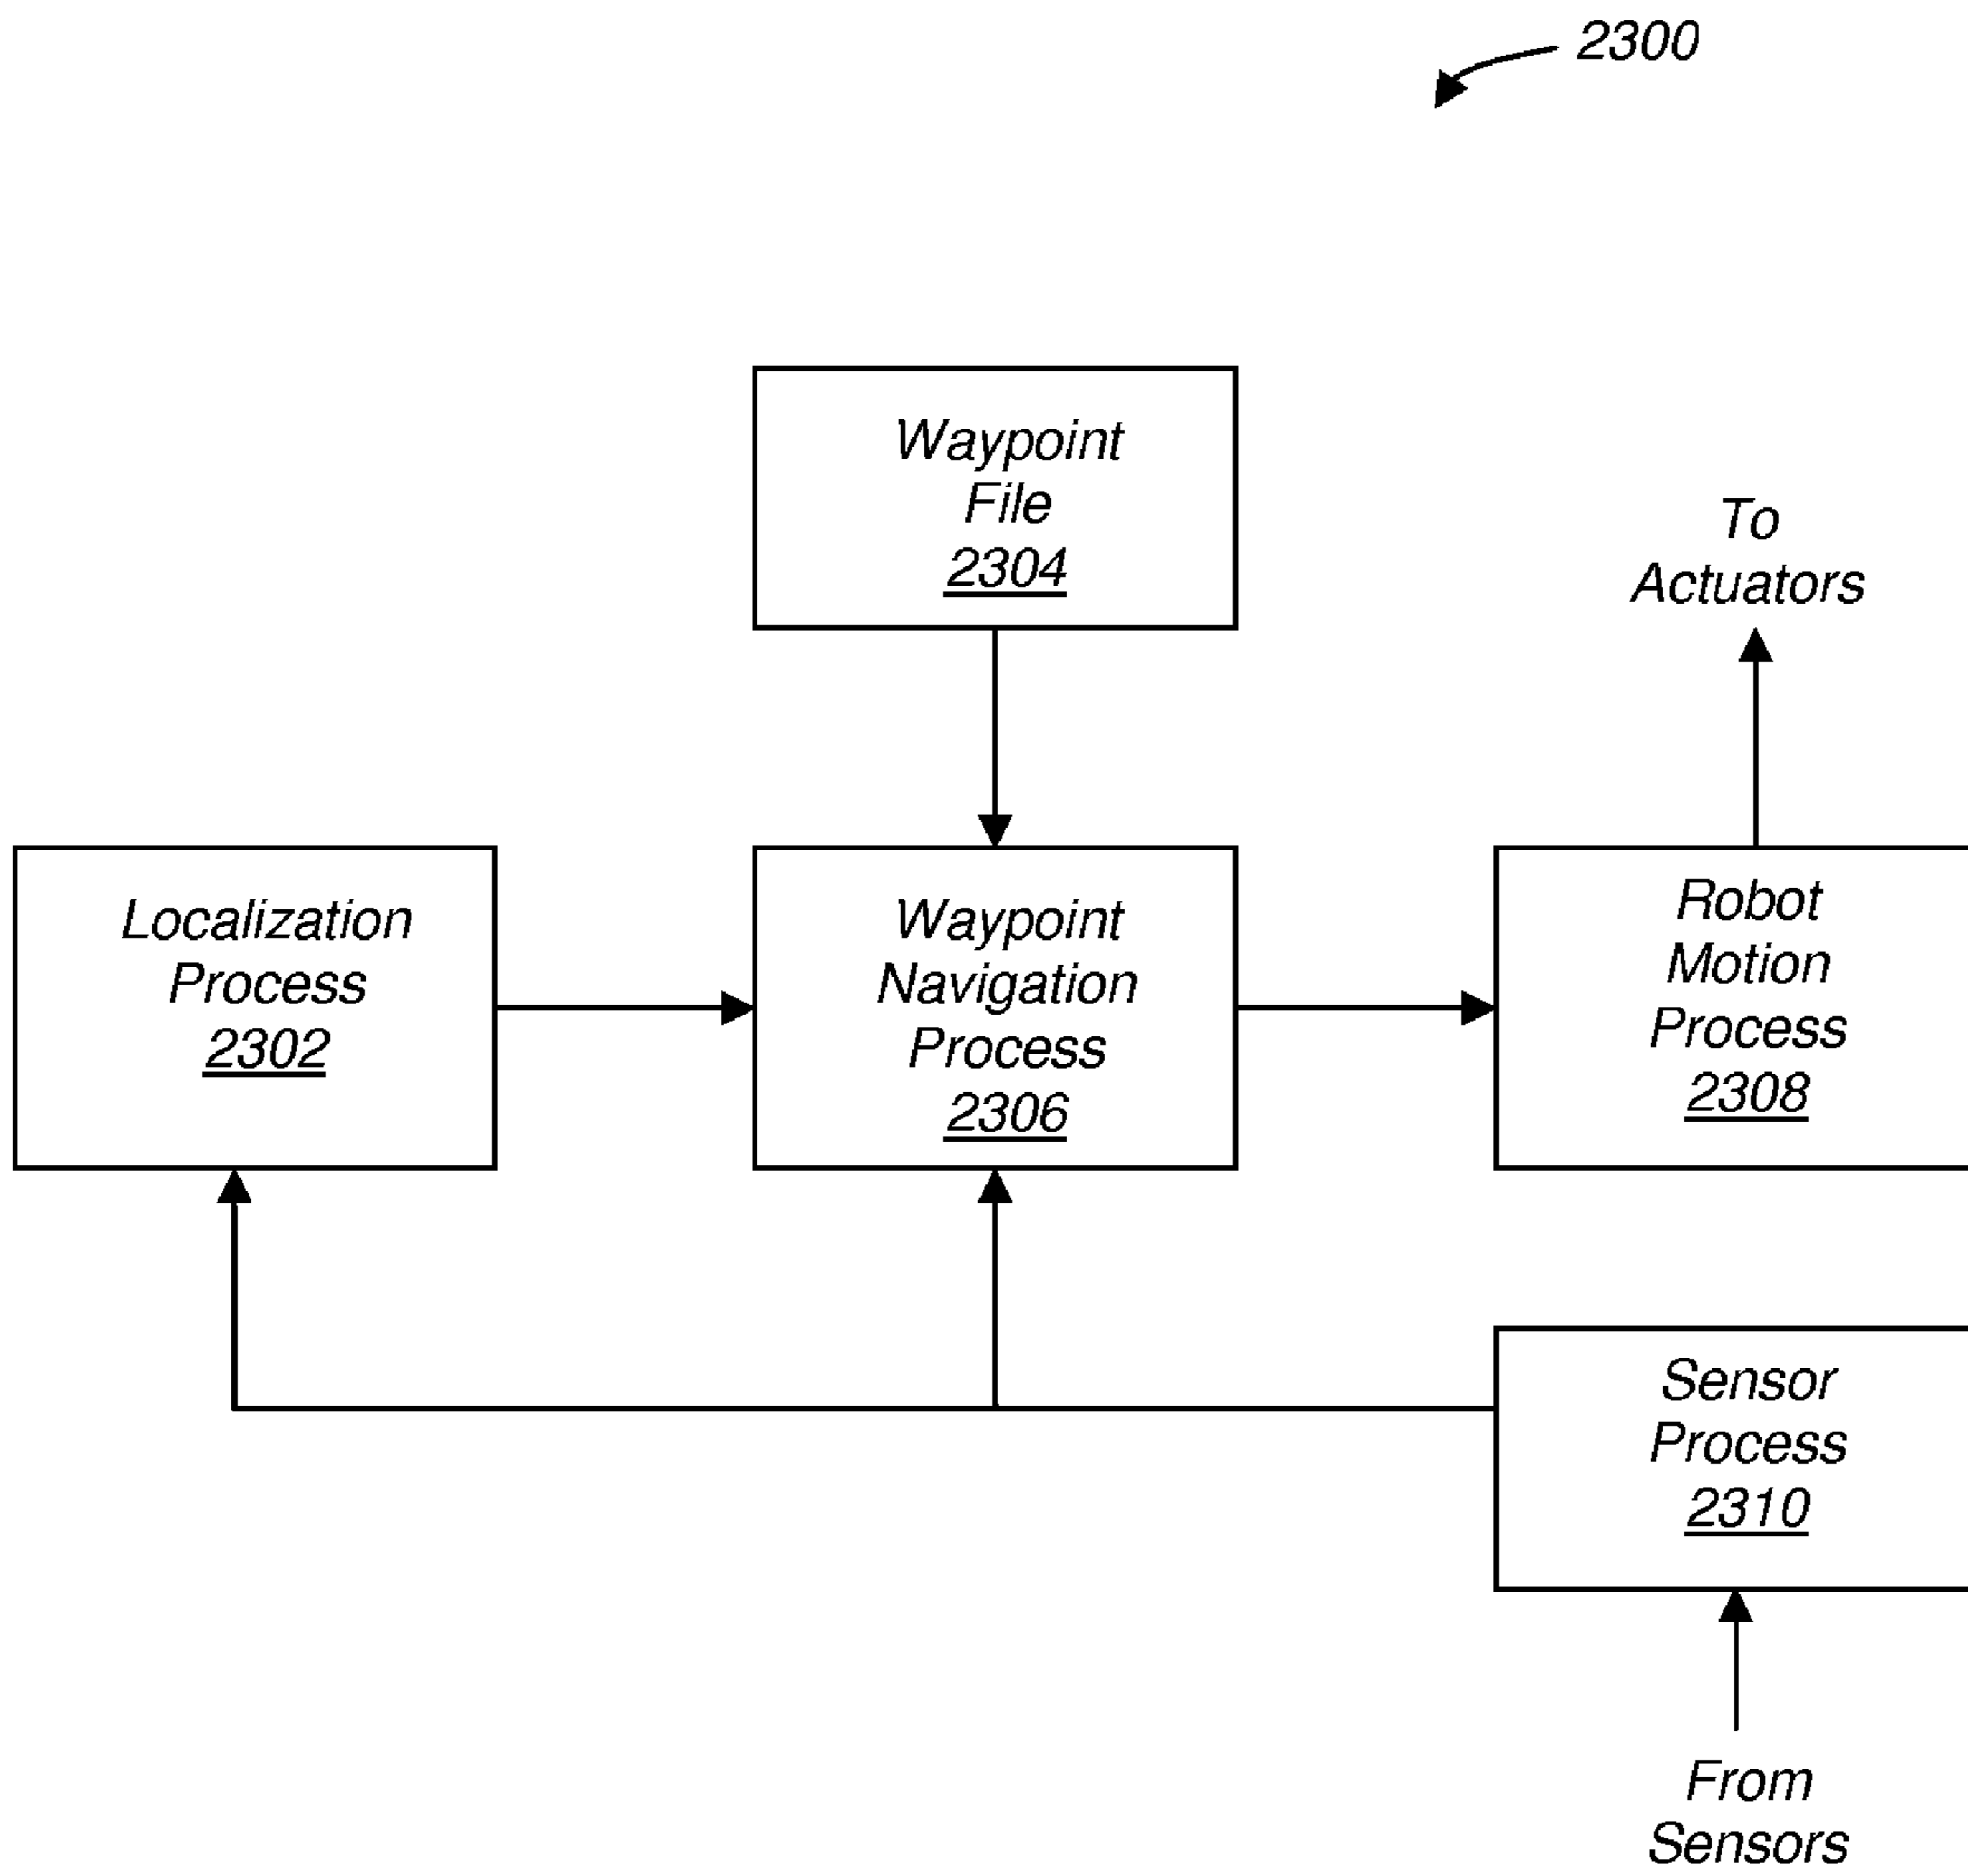 2300
Waypoint
File
2304
To
Actuators
Localization
Process
2302
Waypoint
Navigation
Process
2306
Robot
Motion
Process
2308
Sensor
Process
2310
From
Sensors